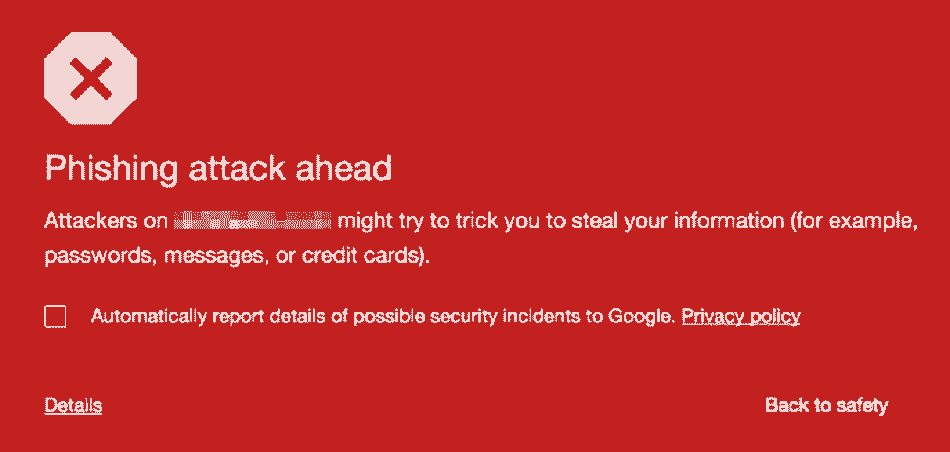 Phishing attack ahead
Attackers on might try to trick you to steal your information (for example,
passwords, messages, or credit cards).
Automatically report details of possible security incidents to Google. Privacy policy
Details
Back to safety